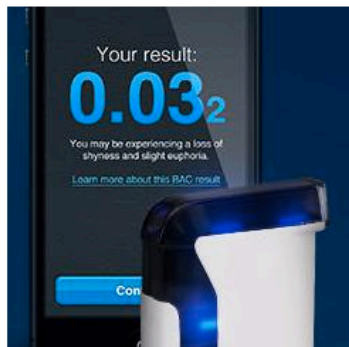 Your result:
0.032
You may be experiencing a loss of
shyness and slight euphoria.
Learn more about this BAC result
Con